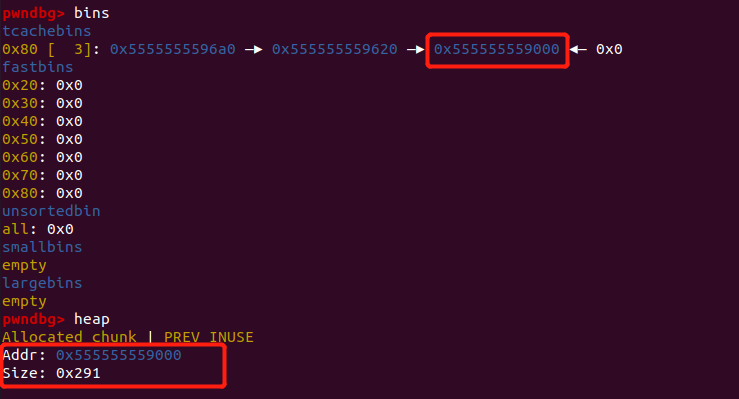 pwndbg> bins
tcachebins
0x80 [  3]: 0x5555555596a0 —▸ 0x555555559620 —▸ 0x555555559000 ◂— 0x0
fastbins
0x20: 0x0
0x30: 0x0
0x40: 0x0
0x50: 0x0
0x60: 0x0
0x70: 0x0
0x80: 0x0
unsortedbin
all: 0x0
smallbins
empty
largebins
empty
pwndbg> heap
Allocated chunk | PREV_INUSE
Addr: 0x555555559000
Size: 0x291